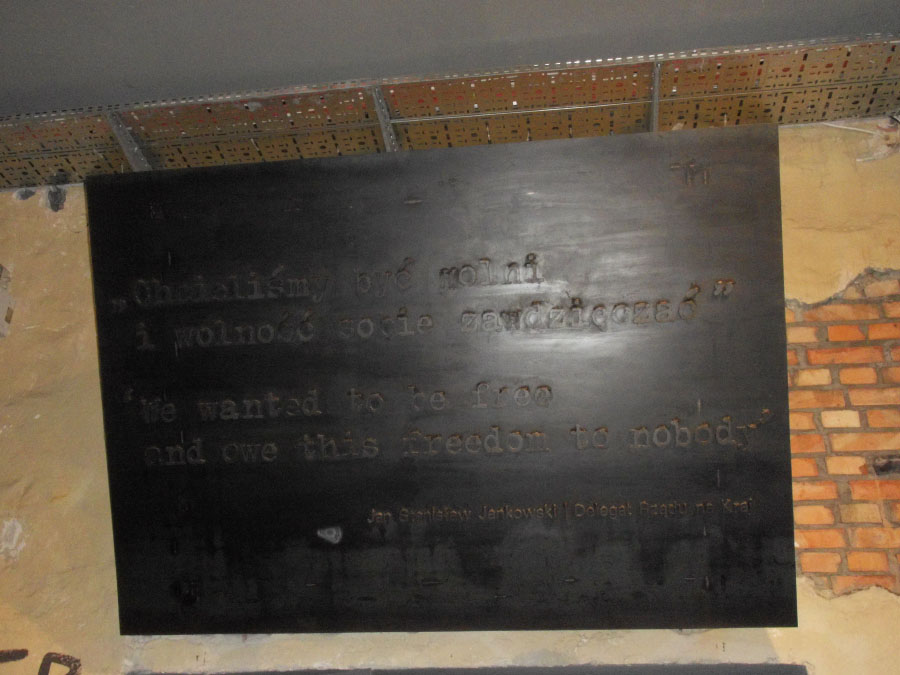 „Chcieliśmy być wolni
i wolność sobie zawdzięczać”
‘We wanted to be free
and owe this freedom to nobody’
Jan Stanisław Jankowski | Delegat Rządu na Kraj